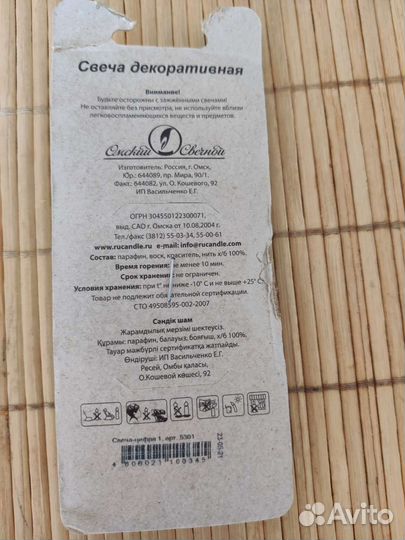 Свеча декоративная
Внимание!
Будьте осторожны с зажжёнными свечами!
Не оставляйте без присмотра, не используйте вблизи
легковоспламеняющихся веществ и предметов.
Омский Свечной
Изготовитель: Россия, г. Омск,
Юр.: 644089, пр. Мира, 90/1.
Факт.: 644082, ул. О. Кошевого, 92
ИП Васильченко Е.Г.
ОГРН 304550122300071,
выд. САО г. Омска от 10.08.2004 г.
Тел./факс (3812) 55-03-34, 55-00-61
www.rucandle.ru e-mail: info@rucandle.com
Состав: парафин, воск, краситель, нить х/б 100%.
Время горения: не менее 10 мин.
Срок хранения: не ограничен.
Условия хранения: при t° не ниже -10° С и не выше +25° С
Товар не подлежит обязательной сертификации.
СТО 49508595-002-2007
Сәндік шам
Жарамдылық мерзімі шектеусіз.
Құрамы: парафин, балауыз, бояғыш, х/б 100%.
Тауар мажбүрлі сертификатқа жатпайды.
Өндіруші: ИП Васильченко Е.Г.
Ресей, Омбы қаласы,
О.Кошевой көшесі, 92
Свеча-цифра 1, арт. 5301
23-05-21
Avito